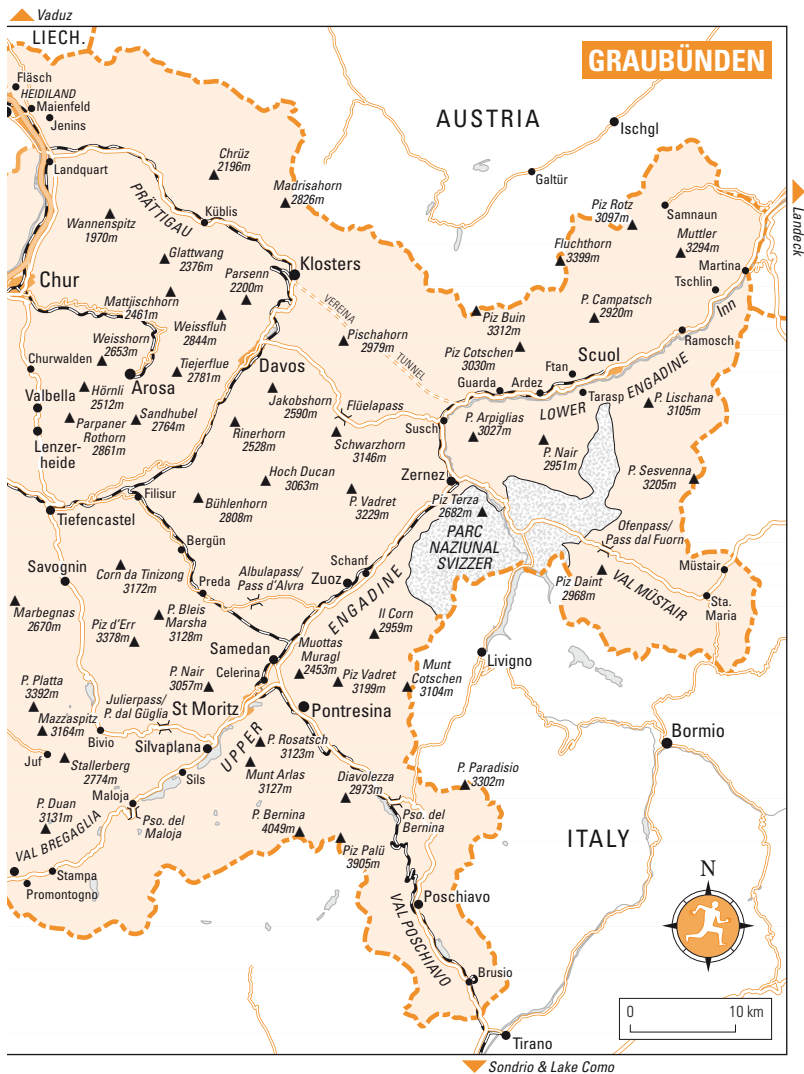 Vaduz
LIECH.
GRAUBÜNDEN
Fläsch
HEIDILAND
Maienfeld
Jenins
AUSTRIA
Ischgl
Landquart
Chrüz
2196m
Galtür
PRÄTTIGAU
Madrisahorn
2826m
Landeck
Wannenspitz
1970m
Küblis
Piz Rotz
3097m
Samnaun
Glattwang
2376m
Fluchthorn
3399m
Muttler
3294m
Klosters
Martina
Chur
Parsenn
2200m
Tschlin
Inn
Mattjischhorn
2461m
VEREINA
TUNNEL
P. Campatsch
2920m
Weissfluh
2844m
Piz Buin
3312m
Weisshorn
2653m
Pischahorn
2979m
Ramosch
Churwalden
Tiejerflue
2781m
Davos
Piz Cotschen
3030m
Scuol
Ftan
Arosa
Hörnli
2512m
Jakobshorn
2590m
Guarda
Ardez
Tarasp
LOWER ENGADINE
Valbella
Flüelapass
P. Lischana
3105m
Parpaner
Rothorn
2861m
Sandhubel
2764m
Susch
P. Arpiglias
3027m
Rinerhorn
2528m
Schwarzhorn
3146m
P. Nair
2951m
Lenzer-
heide
Hoch Ducan
3063m
Zernez
P. Sesvenna
3205m
Filisur
Bühlenhorn
2808m
P. Vadret
3229m
Piz Terza
2682m
Tiefencastel
PARC
NAZIUNAL
SVIZZER
Ofenpass/
Pass dal Fuorn
Bergün
Savognin
Corn da Tinizong
3172m
Albulapass/
Pass d'Alvra
Schanf
Zuoz
Müstair
Preda
Piz Daint
2968m
VAL MÜSTAIR
Marbegnas
2670m
P. Bleis
Marsha
3128m
ENGADINE
Sta.
Maria
Piz d'Err
3378m
Il Corn
2959m
Samedan
Muottas
Muragl
2453m
Livigno
P. Nair
3057m
Celerina
Piz Vadret
3199m
Munt
Cotschen
3104m
P. Platta
3392m
Julierpass/
P. dal Güglia
St Moritz
Pontresina
Mazzaspitz
3164m
Bivio
Silvaplana
UPPER
P. Rosatsch
3123m
Bormio
Juf
Stallerberg
2774m
Sils
Munt Arlas
3127m
Diavolezza
2973m
P. Paradisio
3302m
Maloja
P. Duan
3131m
Pso. del
Maloja
P. Bernina
4049m
Pso. del
Bernina
ITALY
VAL BREGAGLIA
Piz Palü
3905m
Stampa
N
Promontogno
Poschiavo
VAL POSCHIAVO
Brusio
0
10 km
Tirano
Sondrio & Lake Como